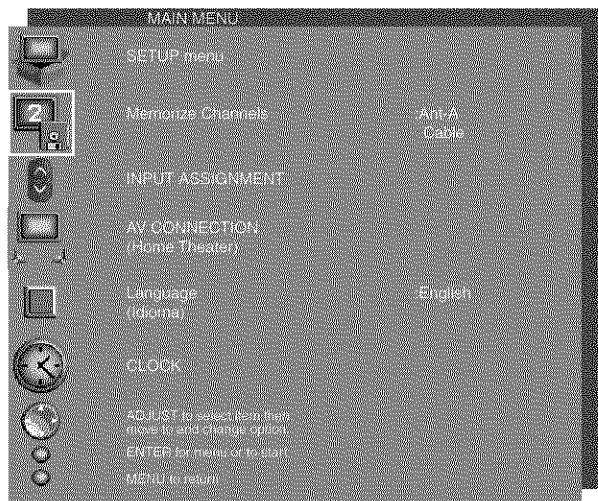 MAIN MENU
SETUP menu
2
Memorize Channels :Ant-A
Cable
INPUT ASSIGNMENT
AV CONNECTION
(Home Theater)
Language :English
(Idioma)
CLOCK
ADJUST to select item then
move to and change option
ENTER for menu or to start
MENU to return